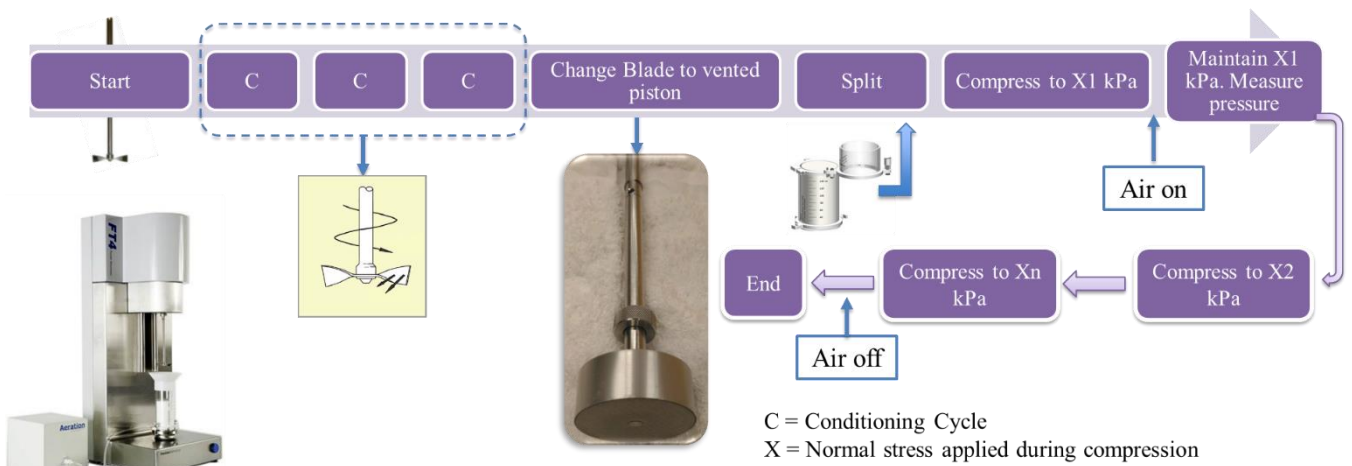 Start
C
C
C
Change Blade to vented
piston
Split
Compress to X1 kPa
Maintain X1
kPa. Measure
pressure
Air on
Compress to X2
kPa
Compress to Xn
kPa
End
Air off
FT4
Aeration
C = Conditioning Cycle
X = Normal stress applied during compression